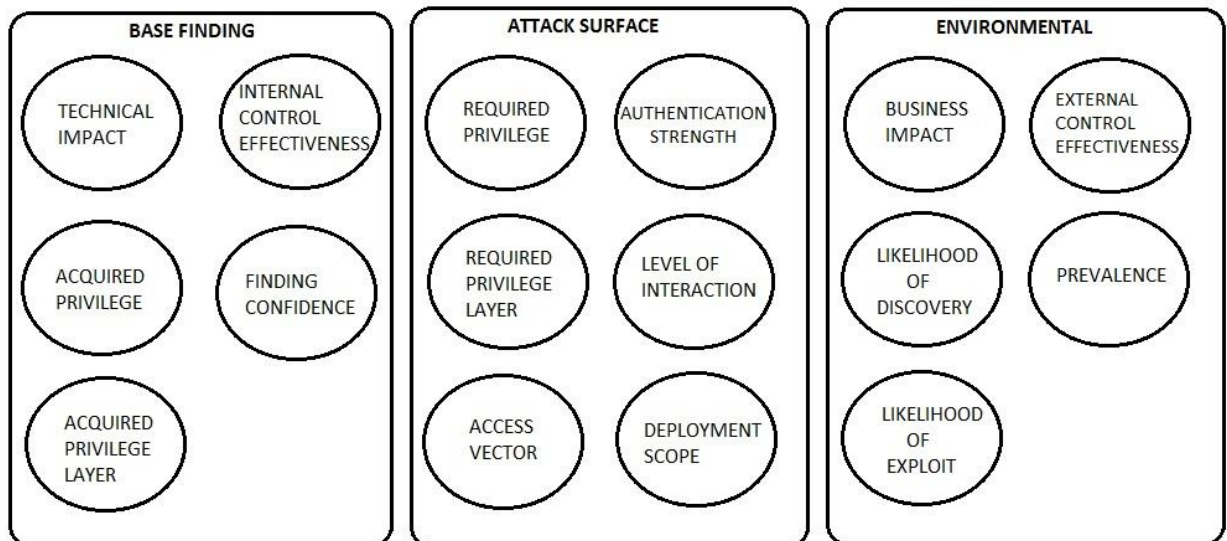 BASE FINDING
TECHNICAL
IMPACT
INTERNAL
CONTROL
EFFECTIVENESS
ACQUIRED
PRIVILEGE
FINDING
CONFIDENCE
ACQUIRED
PRIVILEGE
LAYER
ATTACK SURFACE
REQUIRED
PRIVILEGE
AUTHENTICATION
STRENGTH
REQUIRED
PRIVILEGE
LAYER
LEVEL OF
INTERACTION
ACCESS
VECTOR
DEPLOYMENT
SCOPE
ENVIRONMENTAL
BUSINESS
IMPACT
EXTERNAL
CONTROL
EFFECTIVENESS
LIKELIHOOD
OF
DISCOVERY
PREVALENCE
LIKELIHOOD
OF
EXPLOIT